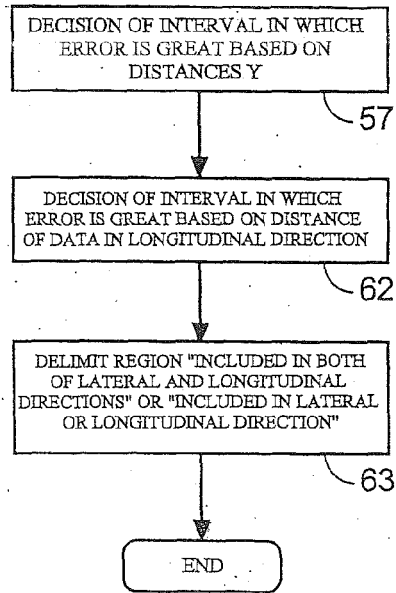 DECISION OF INTERVAL IN WHICH
ERROR IS GREAT BASED ON
DISTANCES Y
57
DECISION OF INTERVAL IN WHICH
ERROR IS GREAT BASED ON DISTANCE
OF DATA IN LONGITUDINAL DIRECTION
62
DELIMIT REGION "INCLUDED IN BOTH
OF LATERAL AND LONGITUDINAL
DIRECTIONS" OR "INCLUDED IN LATERAL
OR LONGITUDINAL DIRECTION"
63
END